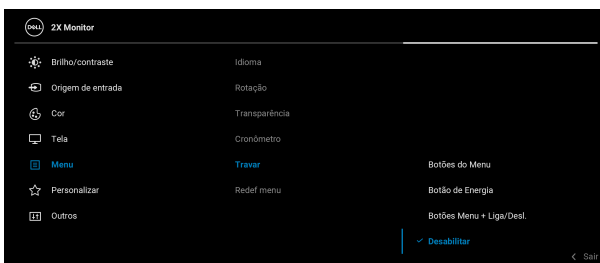 DELL 2X Monitor
Brilho/contraste Idioma
Origem de entrada Rotação
Cor Transparência
Tela Cronômetro
Menu Travar Botões do Menu
Personalizar Redef menu Botão de Energia
Outros Botões Menu + Liga/Desl.
Desabilitar
Sair